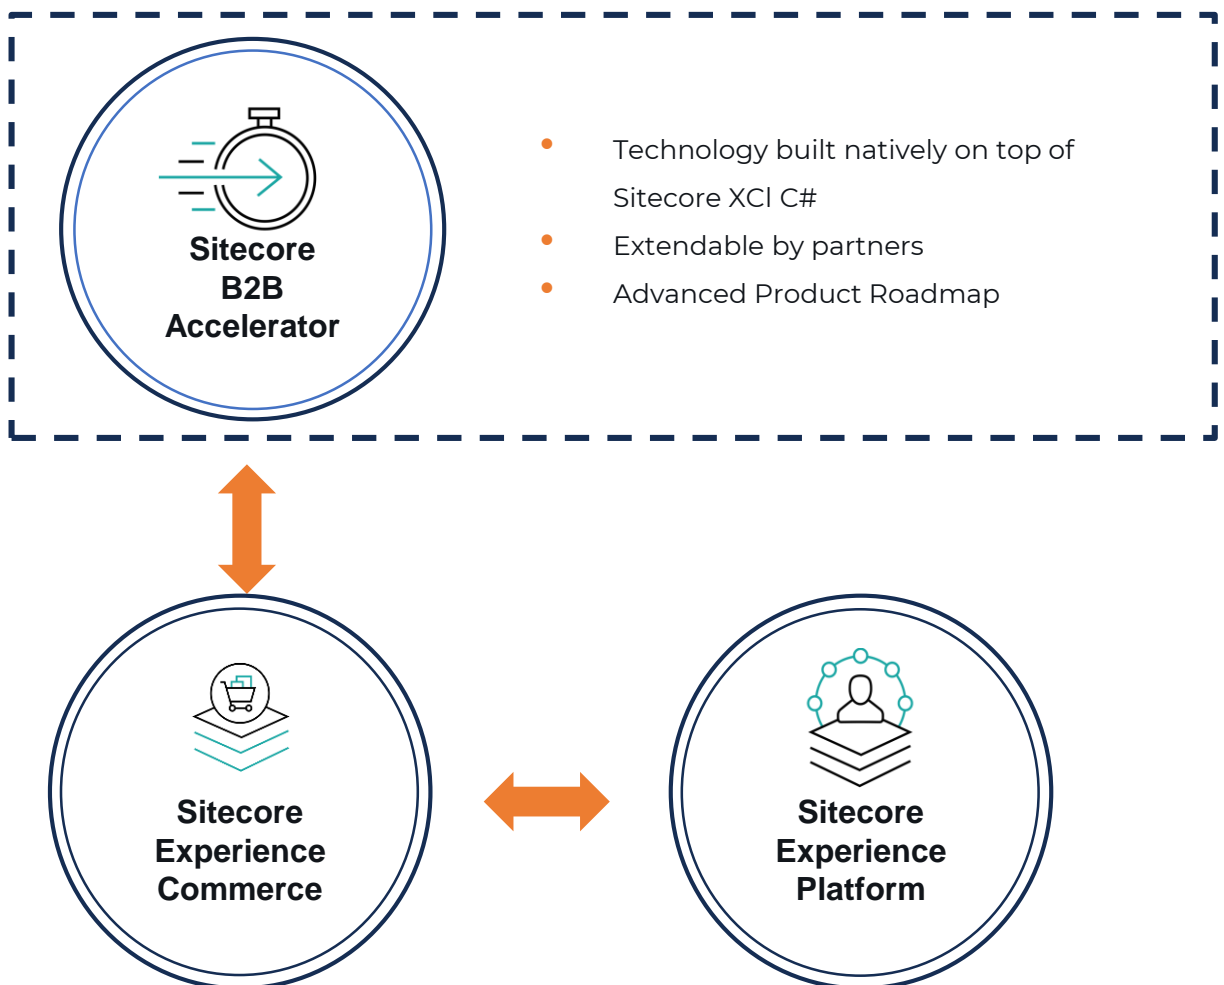 Sitecore
B2B
Accelerator
• Technology built natively on top of
Sitecore XCl C#
• Extendable by partners
• Advanced Product Roadmap
Sitecore
Experience
Commerce
Sitecore
Experience
Platform